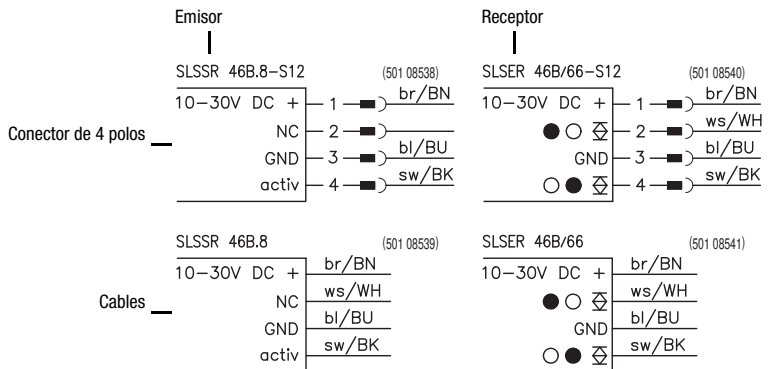 Emisor
Receptor
SLSSR 46B.8-S12 (501 08538)
10-30V DC + 1 br/BN
NC 2
GND 3 bl/BU
activ 4 sw/BK
SLSER 46B/66-S12 (501 08540)
10-30V DC + 1 br/BN
2 ws/WH
GND 3 bl/BU
4 sw/BK
Conector de 4 polos
SLSSR 46B.8 (501 08539)
10-30V DC + br/BN
NC ws/WH
GND bl/BU
activ sw/BK
SLSER 46B/66 (501 08541)
10-30V DC + br/BN
ws/WH
GND bl/BU
sw/BK
Cables